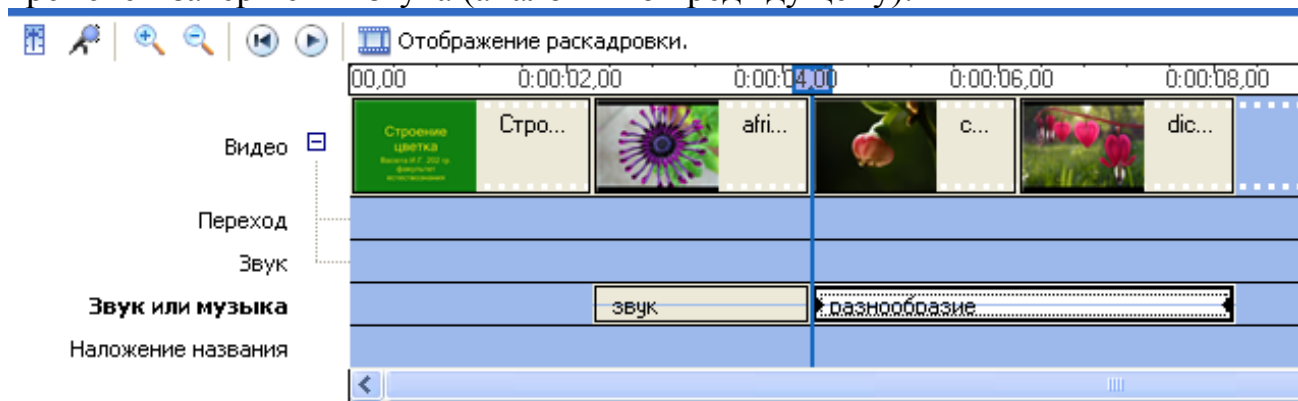 Отображение раскадровки.
00,00 0:00:02,00 0:00:04,00 0:00:06,00 0:00:08,00
Видео
Строение
цветка
Стро...
afri...
c...
dic...
Переход
Звук
Звук или музыка
звук
разнообразие
Наложение названия